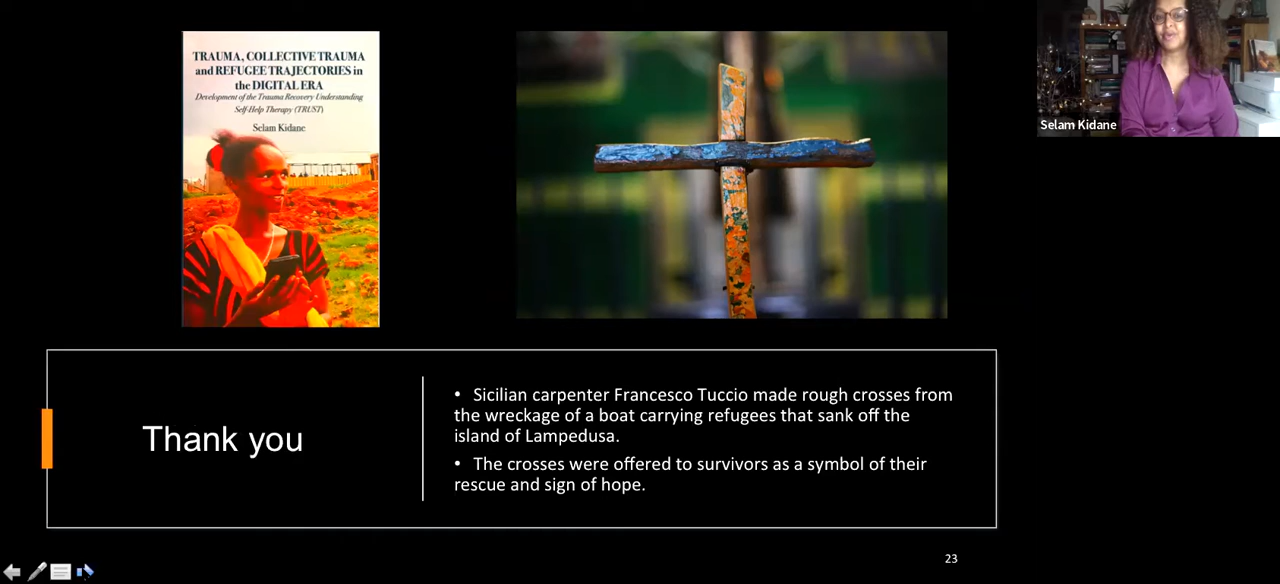 TRAUMA, COLLECTIVE TRAUMA
and REFUGEE TRAJECTORIES in
the DIGITAL ERA
Development of the Trauma Recovery Understanding
Self-Help Therapy (TRUST)
Selam Kidane
Selam Kidane
Thank you
• Sicilian carpenter Francesco Tuccio made rough crosses from
the wreckage of a boat carrying refugees that sank off the
island of Lampedusa.
• The crosses were offered to survivors as a symbol of their
rescue and sign of hope.
23